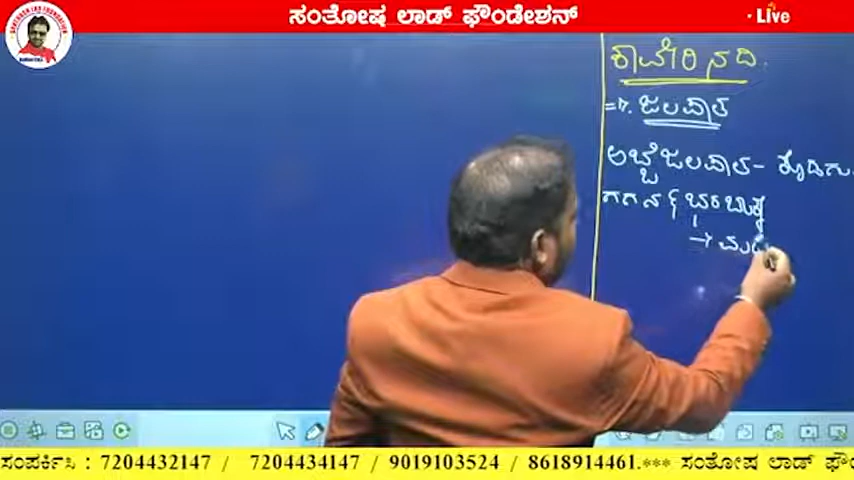 ಸಂತೋಷ ಲಾಡ್ ಫೌಂಡೇಶನ್
Live
ಕಾವೇರಿ ನದಿ
ಜಲಪಾತ
ಅಬ್ಬೆ ಜಲಪಾತ - ಕೊಡಗು
ಗಗನ ಭರಚುಕ್ಕಿ
ಸಂಪರ್ಕಿಸಿ : 7204432147 / 7204434147 / 9019103524 / 8618914461.*** ಸಂತೋಷ ಲಾಡ್ ಫೌಂ